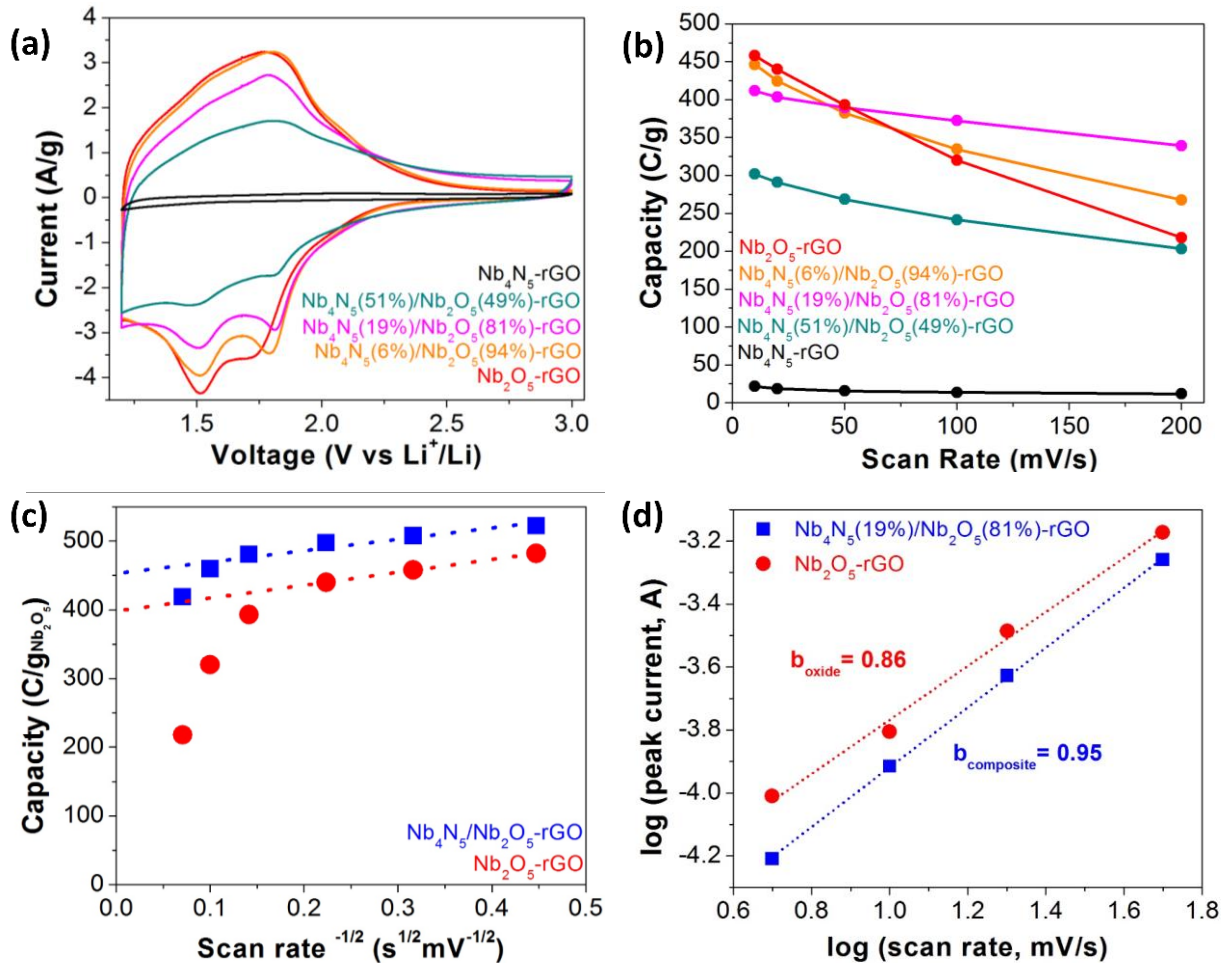 (a)
4
3
2
1
0
-1
-2
-3
-4
Current (A/g)
1.5
2.0
2.5
3.0
Voltage (V vs Li⁺/Li)
Nb₄N₅-rGO
Nb₄N₅(51%)/Nb₂O₅(49%)-rGO
Nb₄N₅(19%)/Nb₂O₅(81%)-rGO
Nb₄N₅(6%)/Nb₂O₅(94%)-rGO
Nb₂O₅-rGO
(b)
500
450
400
350
300
250
200
150
100
50
0
Capacity (C/g)
Nb₂O₅-rGO
Nb₄N₅(6%)/Nb₂O₅(94%)-rGO
Nb₄N₅(19%)/Nb₂O₅(81%)-rGO
Nb₄N₅(51%)/Nb₂O₅(49%)-rGO
Nb₄N₅-rGO
0
50
100
150
200
Scan Rate (mV/s)
(c)
500
400
300
200
100
0
Capacity (C/gNb₂O₅)
Nb₄N₅/Nb₂O₅-rGO
Nb₂O₅-rGO
0.0
0.1
0.2
0.3
0.4
0.5
Scan rate ⁻¹/² (s¹/²mV⁻¹/²)
(d)
-3.2
-3.4
-3.6
-3.8
-4.0
-4.2
log (peak current, A)
Nb₄N₅(19%)/Nb₂O₅(81%)-rGO
Nb₂O₅-rGO
b_oxide = 0.86
b_composite = 0.95
0.6
0.8
1.0
1.2
1.4
1.6
1.8
log (scan rate, mV/s)